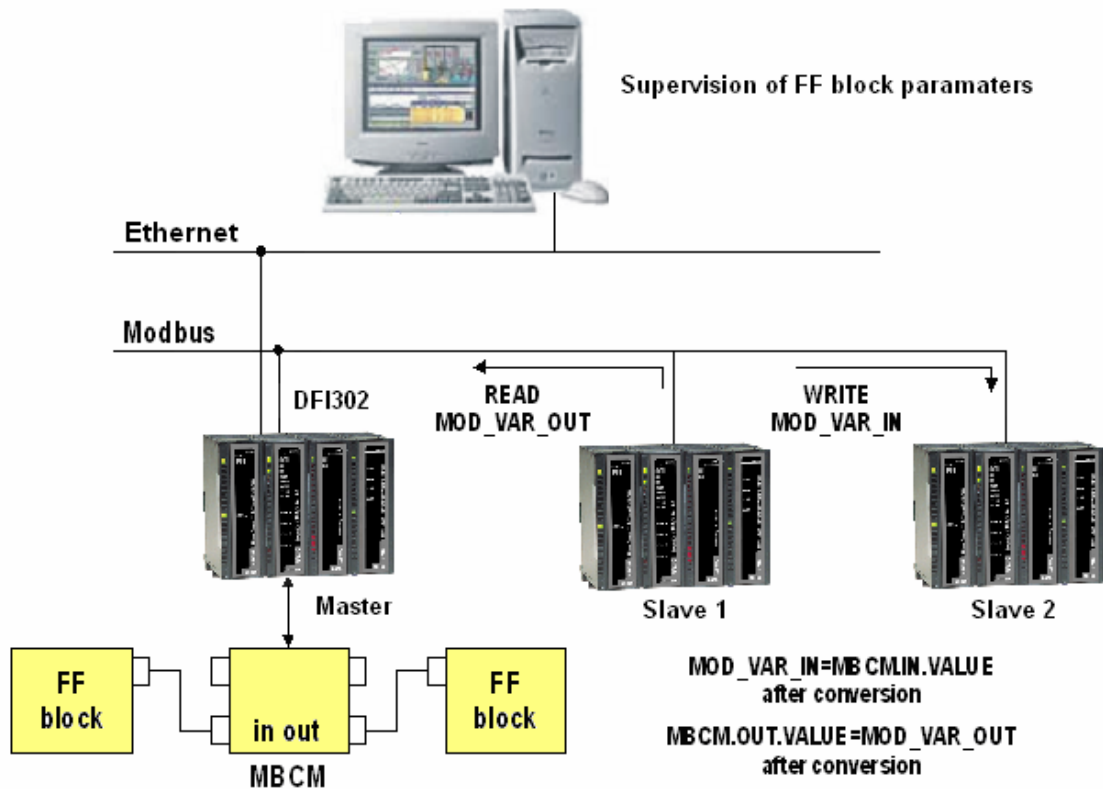 Supervision of FF block paramaters
Ethernet
Modbus
DFI302
READ
MOD_VAR_OUT
WRITE
MOD_VAR_IN
Master
Slave 1
Slave 2
FF
block
in out
MBCM
FF
block
MOD_VAR_IN=MBCM.IN.VALUE
after conversion
MBCM.OUT.VALUE=MOD_VAR_OUT
after conversion